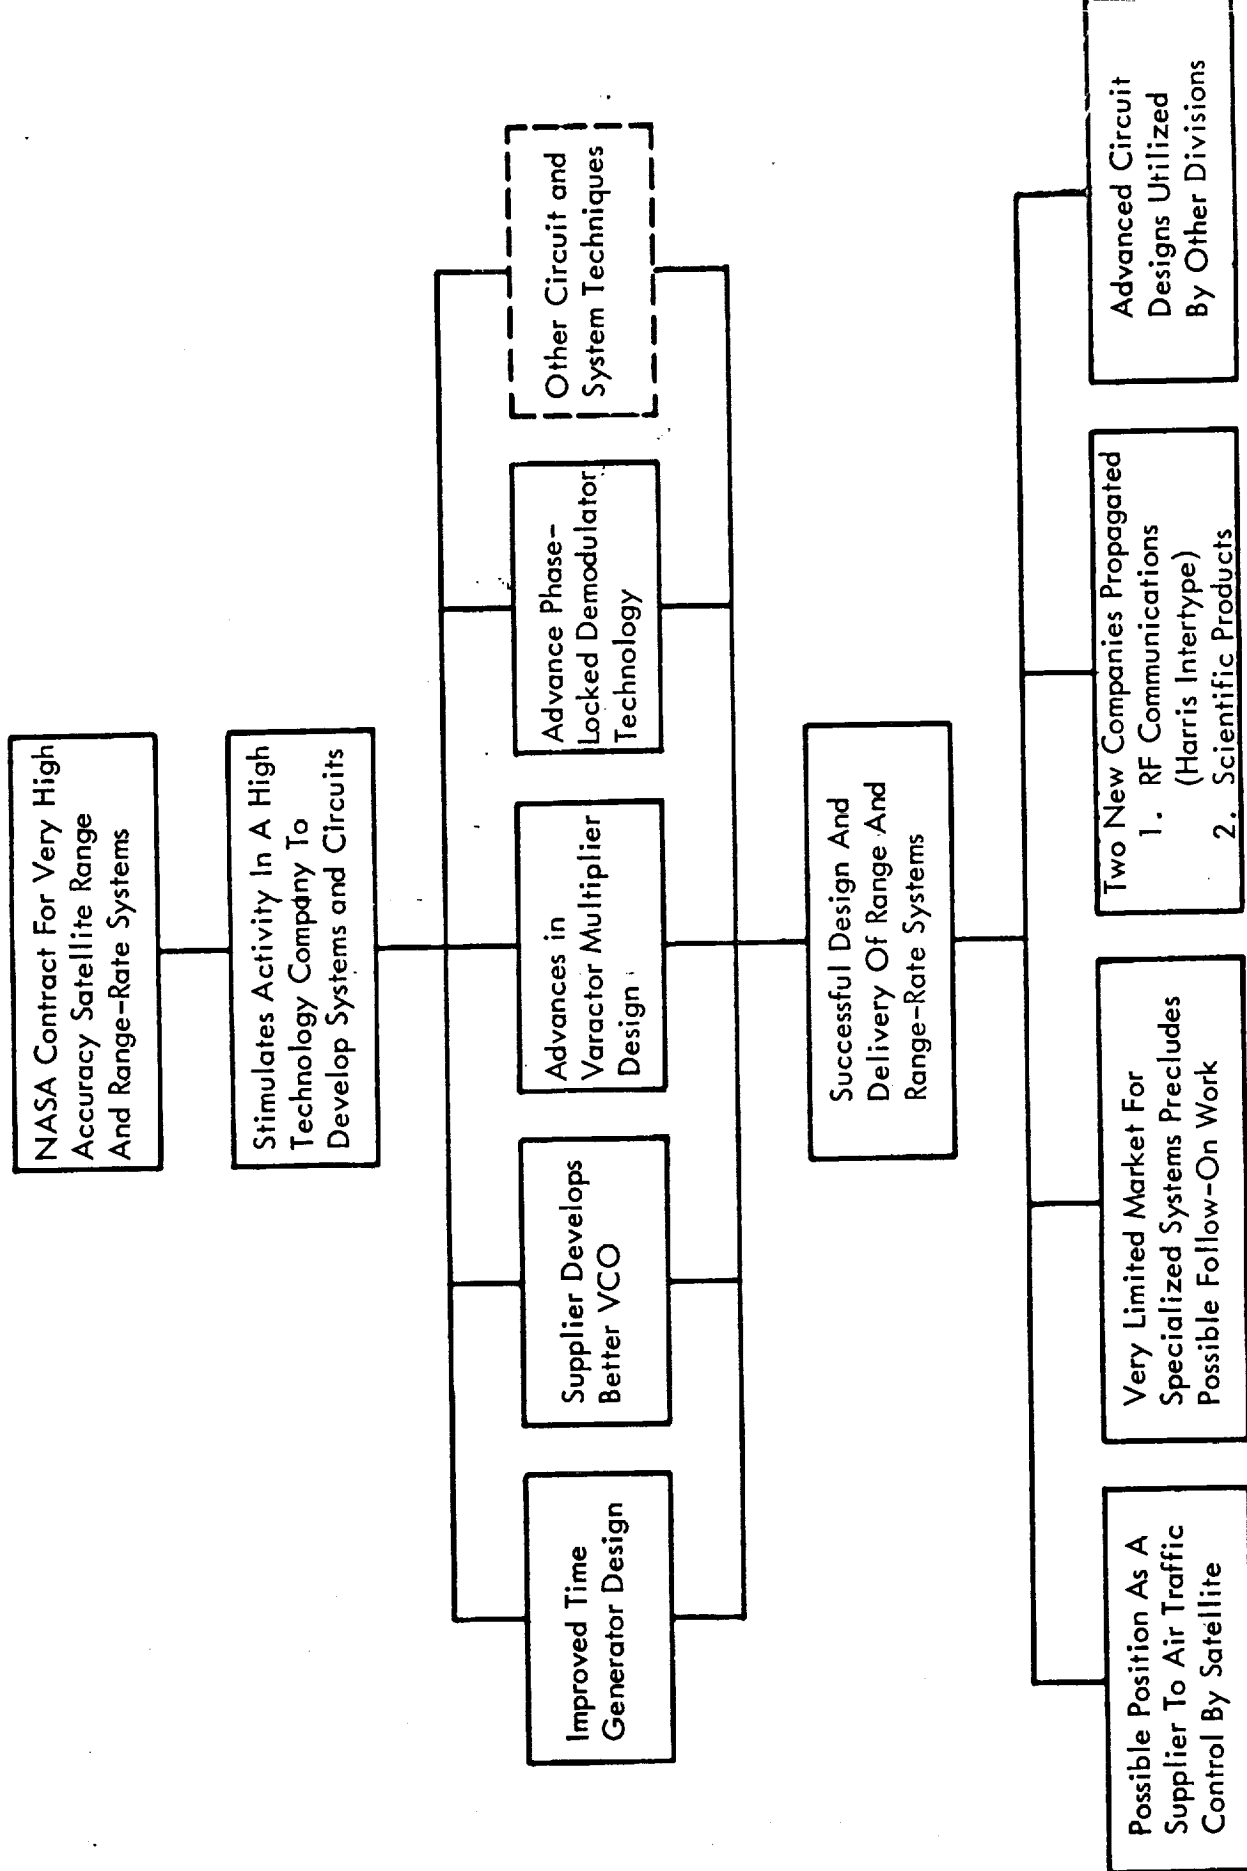 NASA Contract For Very High
Accuracy Satellite Range
And Range-Rate Systems
Stimulates Activity In A High
Technology Company To
Develop Systems and Circuits
Improved Time
Generator Design
Supplier Develops
Better VCO
Advances in
Varactor Multiplier
Design
Advance Phase-
Locked Demodulator
Technology
Other Circuit and
System Techniques
Successful Design And
Delivery Of Range And
Range-Rate Systems
Possible Position As A
Supplier To Air Traffic
Control By Satellite
Very Limited Market For
Specialized Systems Precludes
Possible Follow-On Work
Two New Companies Propagated
1. RF Communications
(Harris Intertype)
2. Scientific Products
Advanced Circuit
Designs Utilized
By Other Divisions